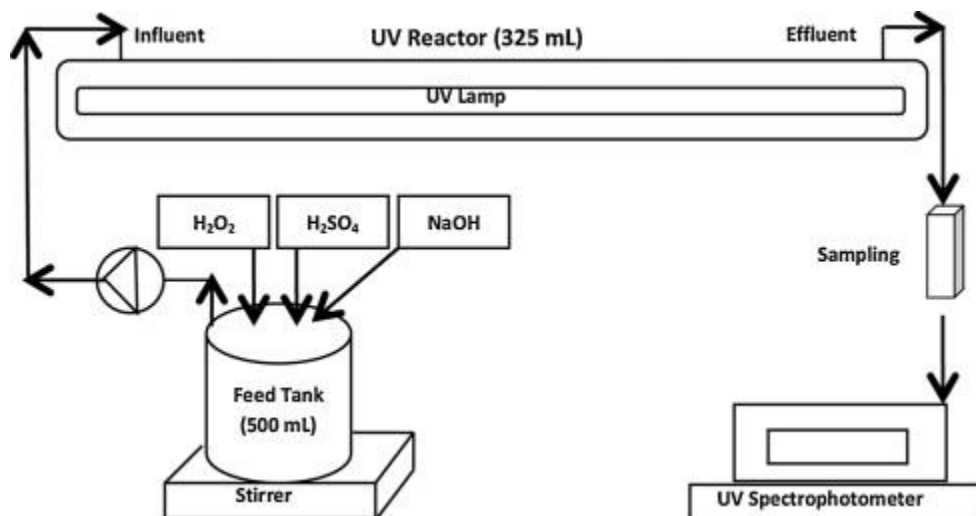 Influent
UV Reactor (325 mL)
Effluent
UV Lamp
H₂O₂
H₂SO₄
NaOH
Sampling
Feed Tank
(500 mL)
Stirrer
UV Spectrophotometer